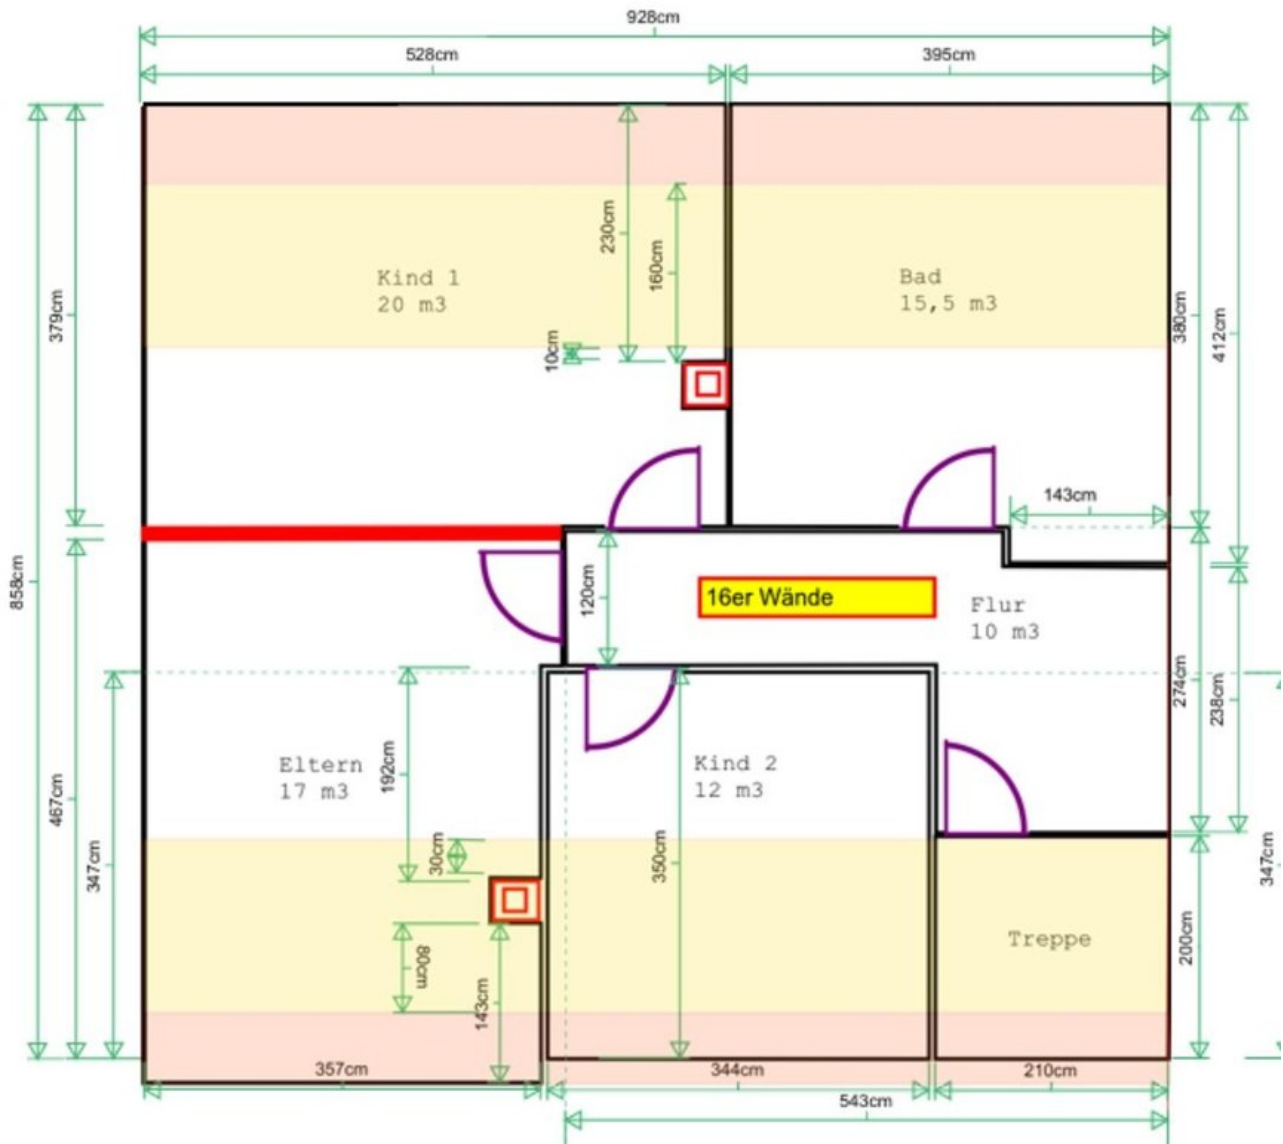 928cm
528cm
395cm
230cm
160cm
Kind 1
20 m3
Bad
15,5 m3
379cm
380cm
412cm
10cm
143cm
858cm
120cm
16er Wände
Flur
10 m3
274cm
238cm
467cm
347cm
Eltern
17 m3
192cm
Kind 2
12 m3
30cm
350cm
347cm
80cm
143cm
Treppe
200cm
357cm
344cm
210cm
543cm